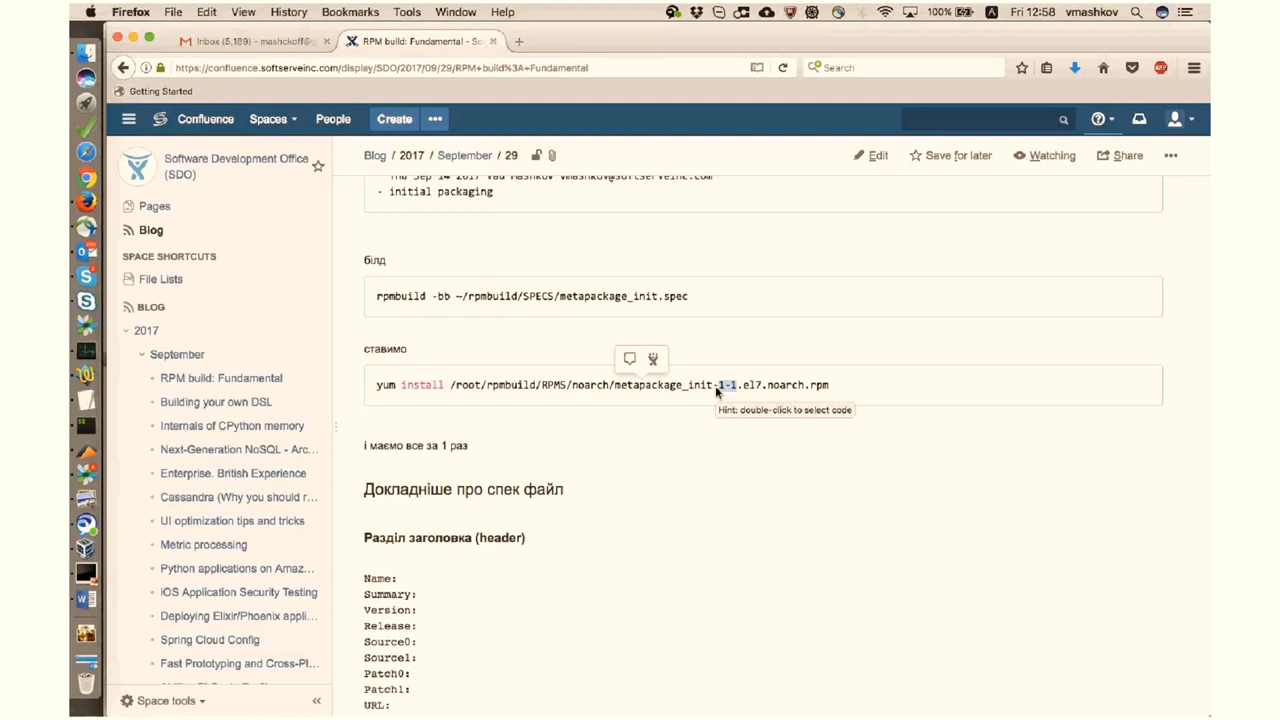 Firefox File Edit View History Bookmarks Tools Window Help 100% Fri 12:58 vmashkov
Inbox (5,189) - mashckoff@g
RPM build: Fundamental - So
https://confluence.softserveinc.com/display/SDO/2017/09/29/RPM+build%3A+Fundamental
Search
Getting Started
Confluence Spaces People Create
Software Development Office (SDO)
Blog / 2017 / September / 29
Edit Save for later Watching Share
Pages
Blog
SPACE SHORTCUTS
File Lists
BLOG
2017
September
RPM build: Fundamental
Building your own DSL
Internals of CPython memory
Next-Generation NoSQL - Arc...
Enterprise. British Experience
Cassandra (Why you should r...
UI optimization tips and tricks
Metric processing
Python applications on Amaz...
iOS Application Security Testing
Deploying Elixir/Phoenix appli...
Spring Cloud Config
Fast Prototyping and Cross-Pl...
Space tools
- initial packaging
білд
rpmbuild -bb ~/rpmbuild/SPECS/metapackage_init.spec
ставимо
yum install /root/rpmbuild/RPMS/noarch/metapackage_init-1-1.el7.noarch.rpm
Hint: double-click to select code
і маємо все за 1 раз
Докладніше про спек файл
Розділ заголовка (header)
Name:
Summary:
Version:
Release:
Source0:
Source1:
Patch0:
Patch1:
URL: